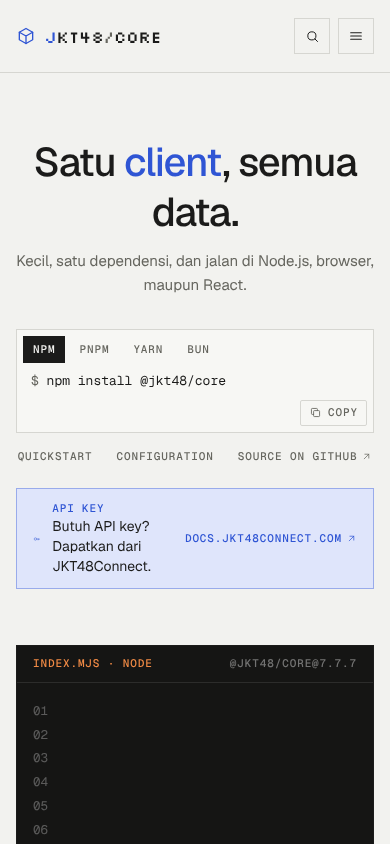 JKT48/CORE
Satu client, semua
data.
Kecil, satu dependensi, dan jalan di Node.js, browser,
maupun React.
NPM PNPM YARN BUN
$ npm install @jkt48/core
COPY
QUICKSTART CONFIGURATION SOURCE ON GITHUB ↗
API KEY
Butuh API key?
Dapatkan dari
JKT48Connect.
DOCS.JKT48CONNECT.COM ↗
INDEX.MJS · NODE @JKT48/CORE@7.7.7
01
02
03
04
05
06